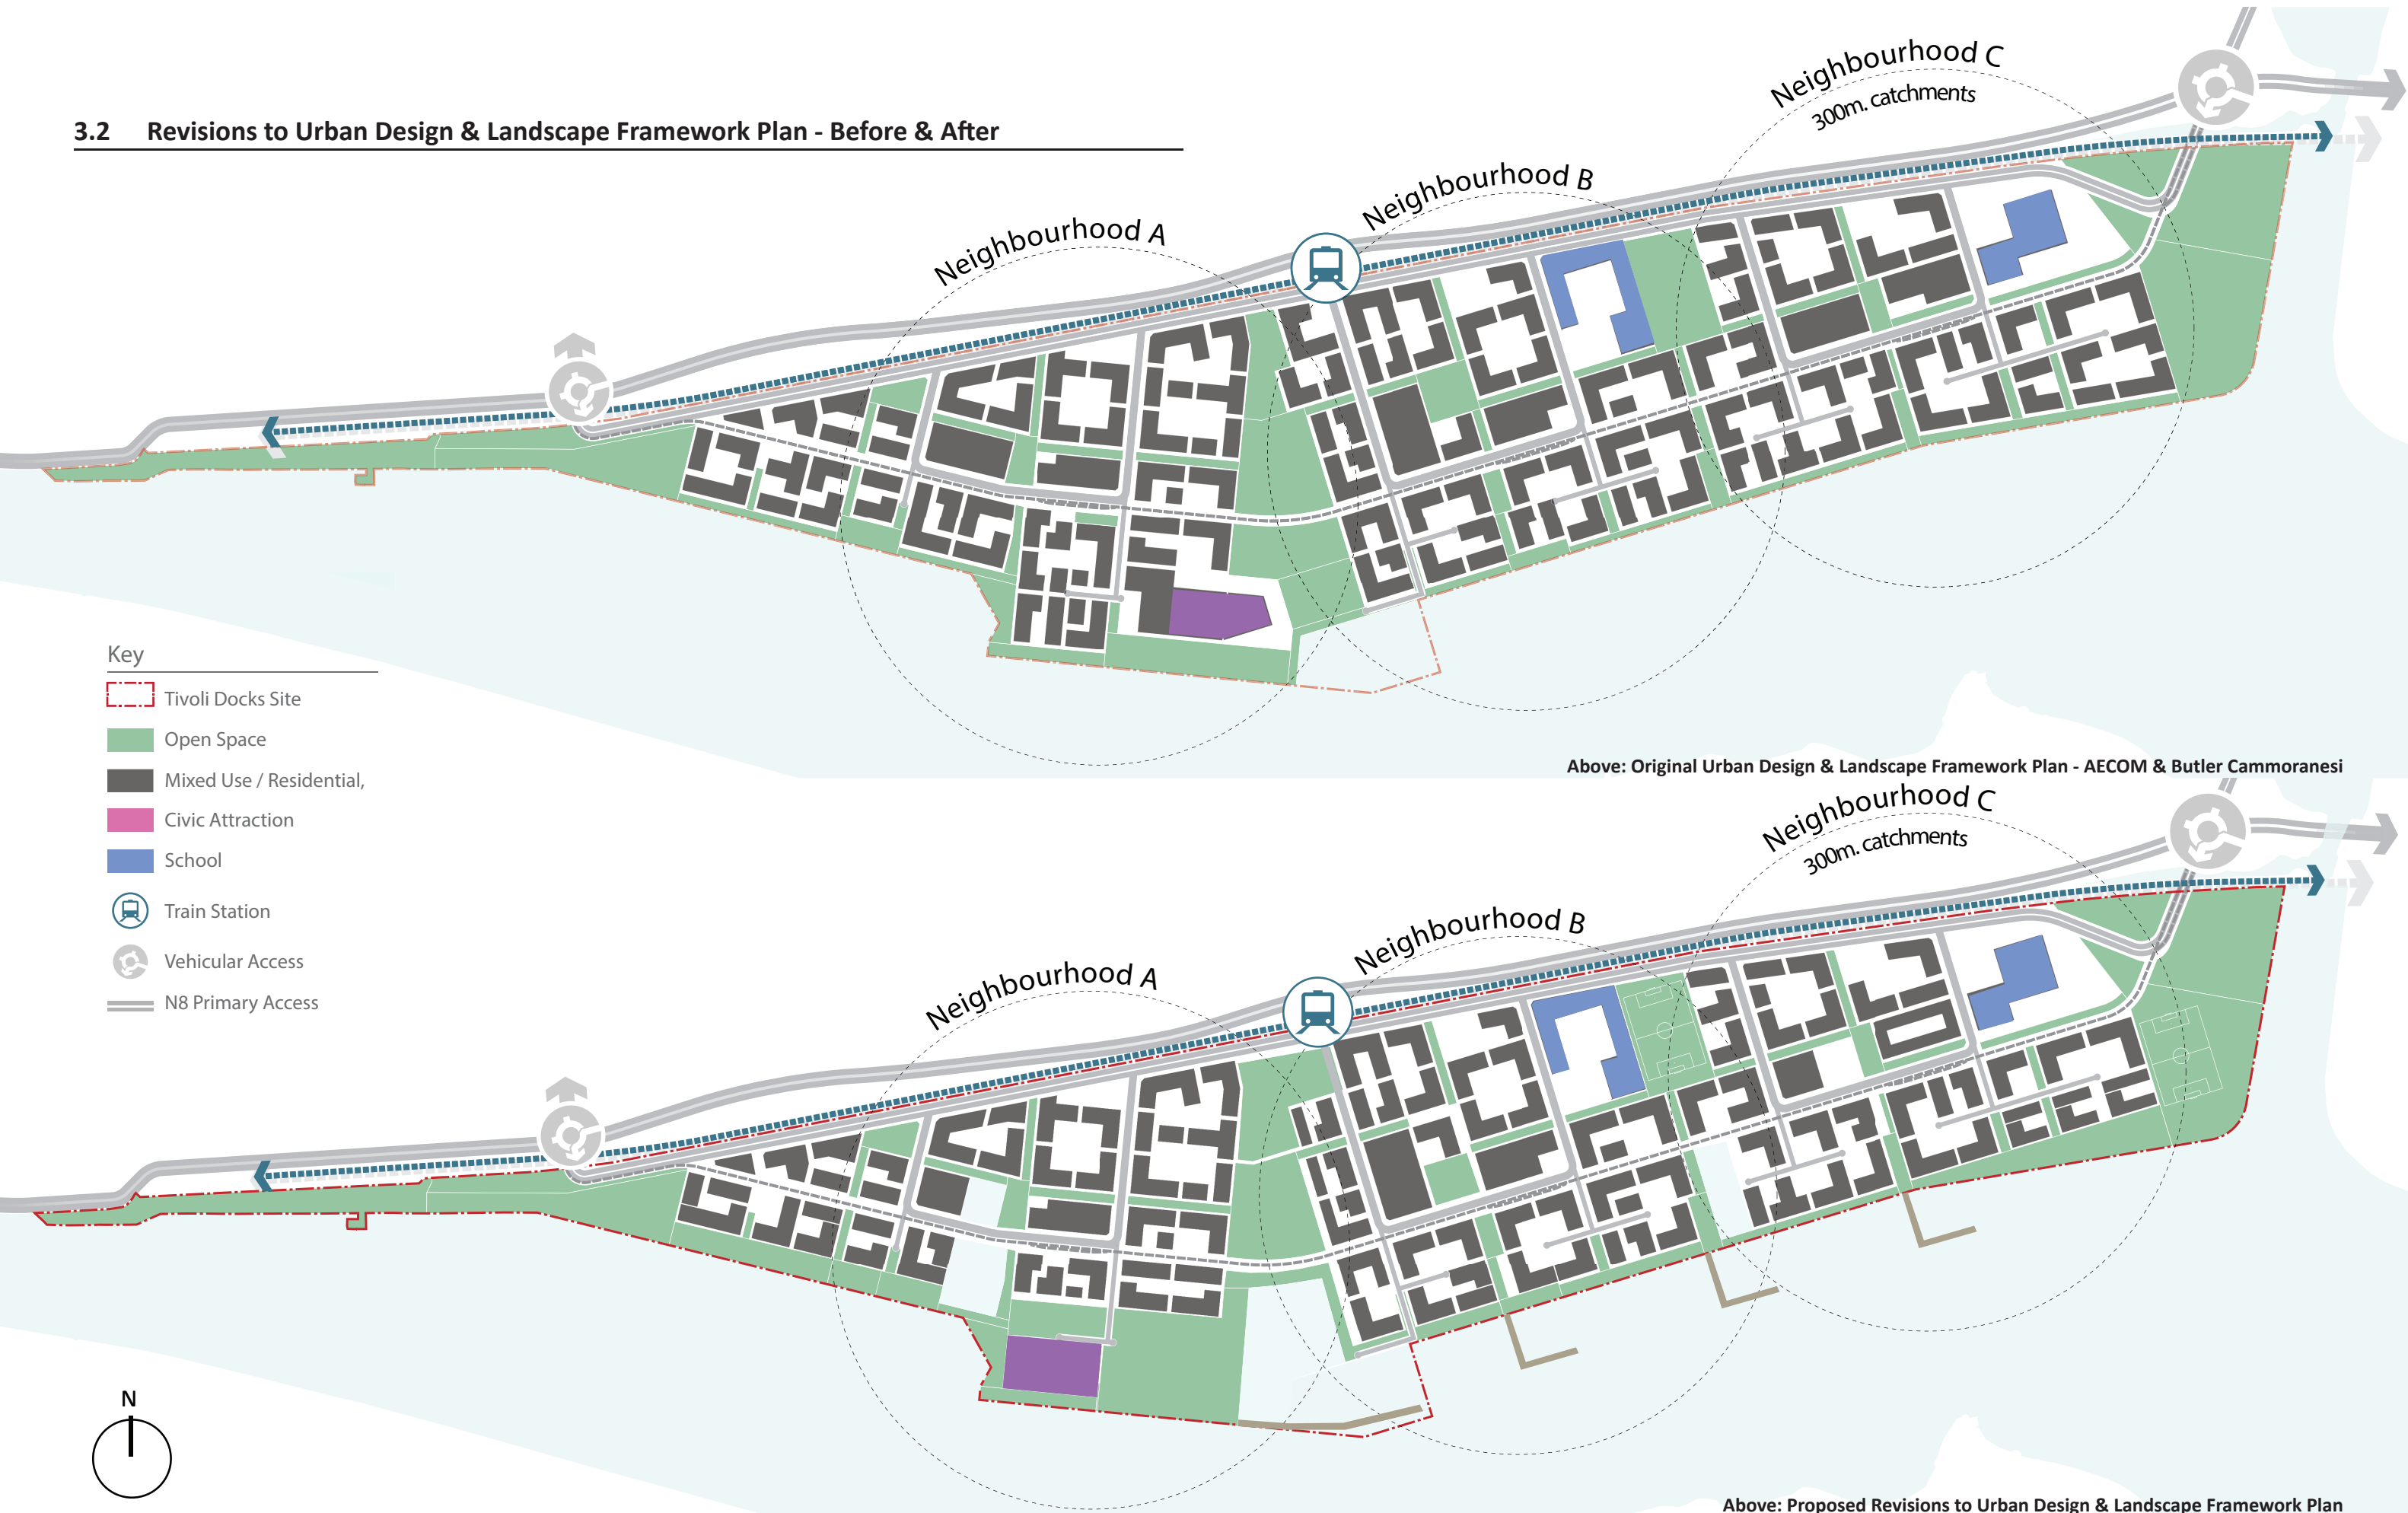 3.2 Revisions to Urban Design & Landscape Framework Plan - Before & After
Neighbourhood C
300m. catchments
Neighbourhood B
Neighbourhood A
Key
Tivoli Docks Site
Open Space
Mixed Use / Residential,
Civic Attraction
School
Train Station
Vehicular Access
N8 Primary Access
Above: Original Urban Design & Landscape Framework Plan - AECOM & Butler Cammoranesi
Neighbourhood C
300m. catchments
Neighbourhood B
Neighbourhood A
N
Above: Proposed Revisions to Urban Design & Landscape Framework Plan